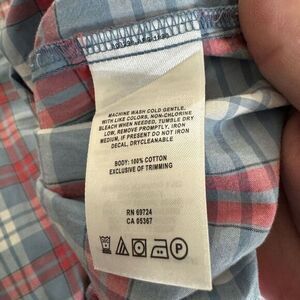 MACHINE WASH COLD GENTLE,
WITH LIKE COLORS, NON-CHLORINE
BLEACH WHEN NEEDED, TUMBLE DRY
LOW, REMOVE PROMPTLY, IRON
MEDIUM, IF PRESENT DO NOT IRON
DECAL, DRYCLEANABLE
BODY: 100% COTTON
EXCLUSIVE OF TRIMMING
RN 69724
CA 05367
P